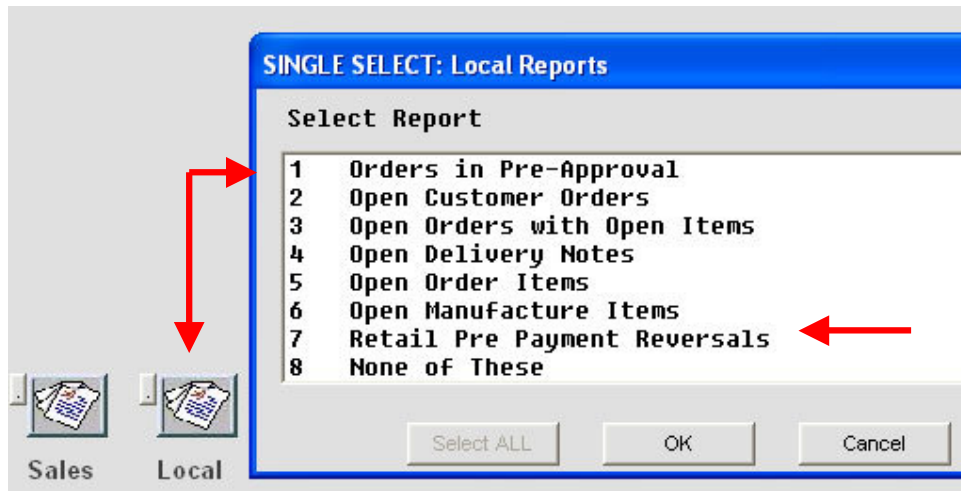 SINGLE SELECT: Local Reports
Select Report
1 Orders in Pre-Approval
2 Open Customer Orders
3 Open Orders with Open Items
4 Open Delivery Notes
5 Open Order Items
6 Open Manufacture Items
7 Retail Pre Payment Reversals
8 None of These
Select ALL OK Cancel
Sales Local